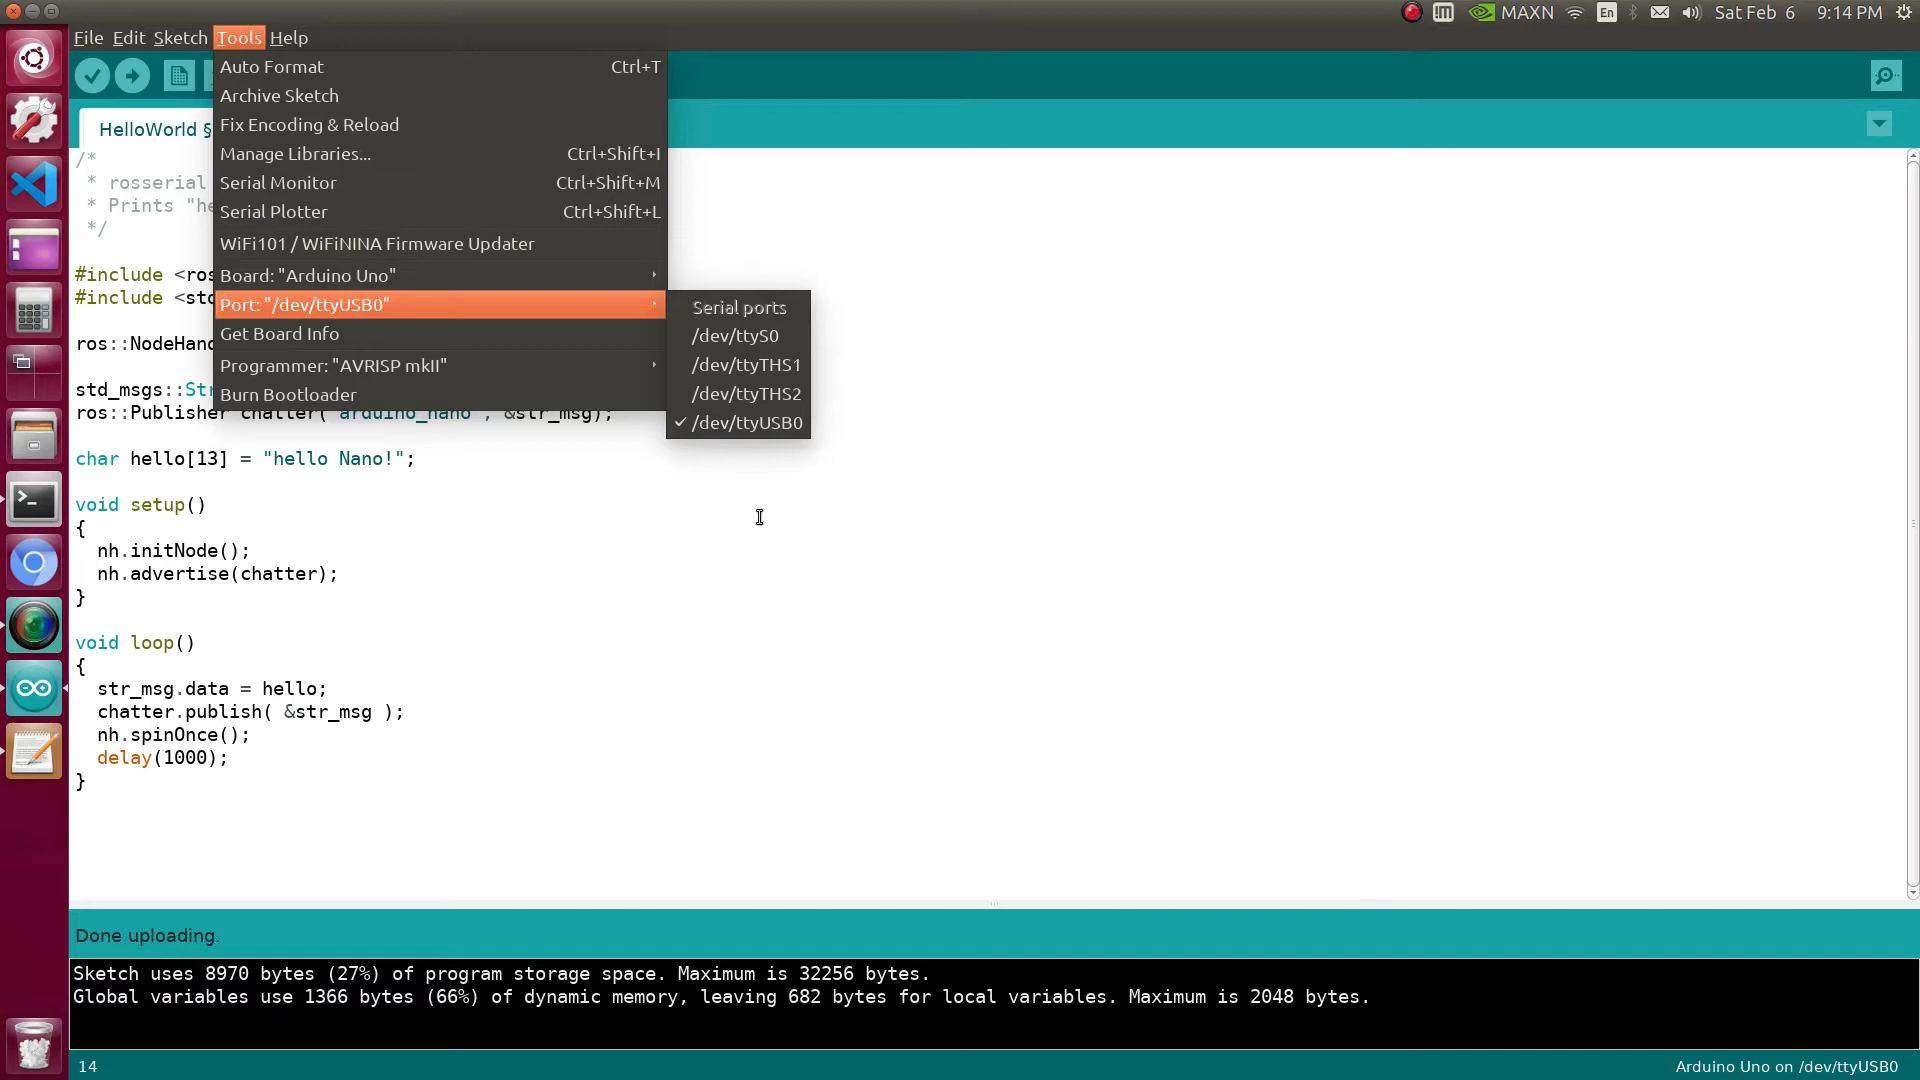 MAXN En Sat Feb 6 9:14 PM
File Edit Sketch Tools Help
Auto Format Ctrl+T
Archive Sketch
Fix Encoding & Reload
Manage Libraries... Ctrl+Shift+I
Serial Monitor Ctrl+Shift+M
Serial Plotter Ctrl+Shift+L
WiFi101 / WiFiNINA Firmware Updater
Board: "Arduino Uno"
Port: "/dev/ttyUSB0"
Get Board Info
Programmer: "AVRISP mkII"
Burn Bootloader
Serial ports
/dev/ttyS0
/dev/ttyTHS1
/dev/ttyTHS2
✓ /dev/ttyUSB0
HelloWorld §
/*
 * rosserial
 * Prints "he
 */
#include <ros
#include <std
ros::NodeHand
std_msgs::Str
ros::Publisher chatter("arduino_nano", &str_msg);
char hello[13] = "hello Nano!";
void setup()
{
  nh.initNode();
  nh.advertise(chatter);
}
void loop()
{
  str_msg.data = hello;
  chatter.publish( &str_msg );
  nh.spinOnce();
  delay(1000);
}
Done uploading.
Sketch uses 8970 bytes (27%) of program storage space. Maximum is 32256 bytes.
Global variables use 1366 bytes (66%) of dynamic memory, leaving 682 bytes for local variables. Maximum is 2048 bytes.
14 Arduino Uno on /dev/ttyUSB0